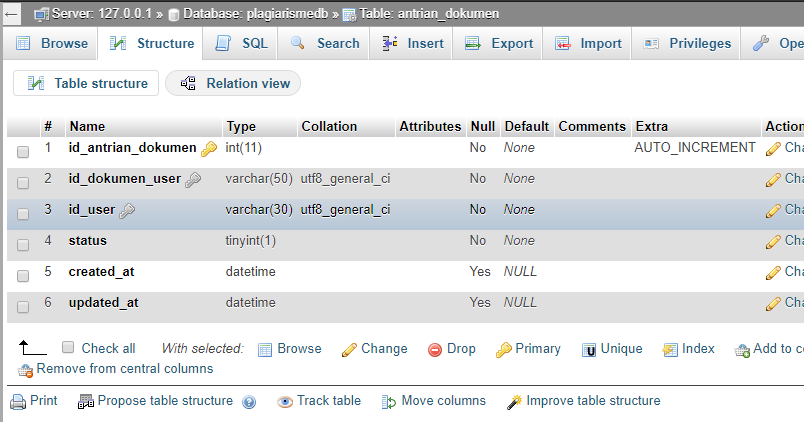 Server: 127.0.0.1 » Database: plagiarismedb » Table: antrian_dokumen
Browse Structure SQL Search Insert Export Import Privileges Ope
Table structure Relation view
# Name Type Collation Attributes Null Default Comments Extra Action
1 id_antrian_dokumen int(11) No None AUTO_INCREMENT Cha
2 id_dokumen_user varchar(50) utf8_general_ci No None Cha
3 id_user varchar(30) utf8_general_ci No None Cha
4 status tinyint(1) No None Cha
5 created_at datetime Yes NULL Cha
6 updated_at datetime Yes NULL Cha
Check all With selected: Browse Change Drop Primary Unique Index Add to ce
Remove from central columns
Print Propose table structure Track table Move columns Improve table structure